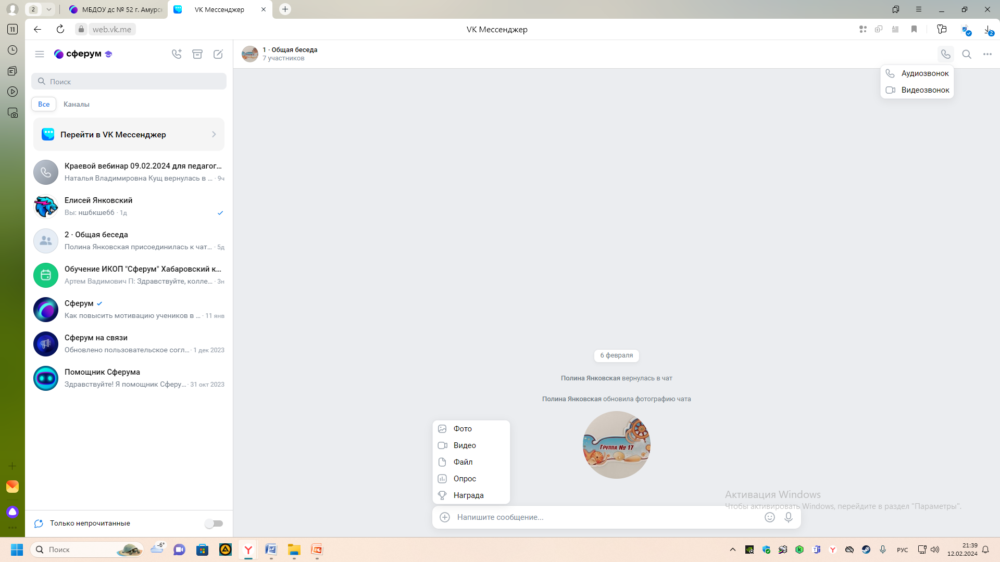 2
МБДОУ дс № 52 г. Амурск
VK Мессенджер
11
web.vk.me
VK Мессенджер
2
сферум
1 · Общая беседа
7 участников
Аудиозвонок
Видеозвонок
Поиск
Все
Каналы
Перейти в VK Мессенджер
Краевой вебинар 09.02.2024 для педагог...
Наталья Владимировна Кущ вернулась в ... · 9ч
Елисей Янковский
Вы: нш6кше66 · 1д
2 · Общая беседа
Полина Янковская присоединилась к чат... · 5д
Обучение ИКОП "Сферум" Хабаровский к...
Артем Вадимович П: Здравствуйте, колле... · 3н
Сферум
Как повысить мотивацию учеников в ... · 11 янв
Сферум на связи
Обновлено пользовательское согл... · 1 дек 2023
Помощник Сферума
Здравствуйте! Я помощник Сферу... · 31 окт 2023
6 февраля
Полина Янковская вернулась в чат
Полина Янковская обновила фотографию чата
Группа № 17
Фото
Видео
Файл
Опрос
Награда
Активация Windows
Чтобы активировать Windows, перейдите в раздел "Параметры".
Напишите сообщение...
Только непрочитанные
Поиск
-6°
РУС
21:39
12.02.2024